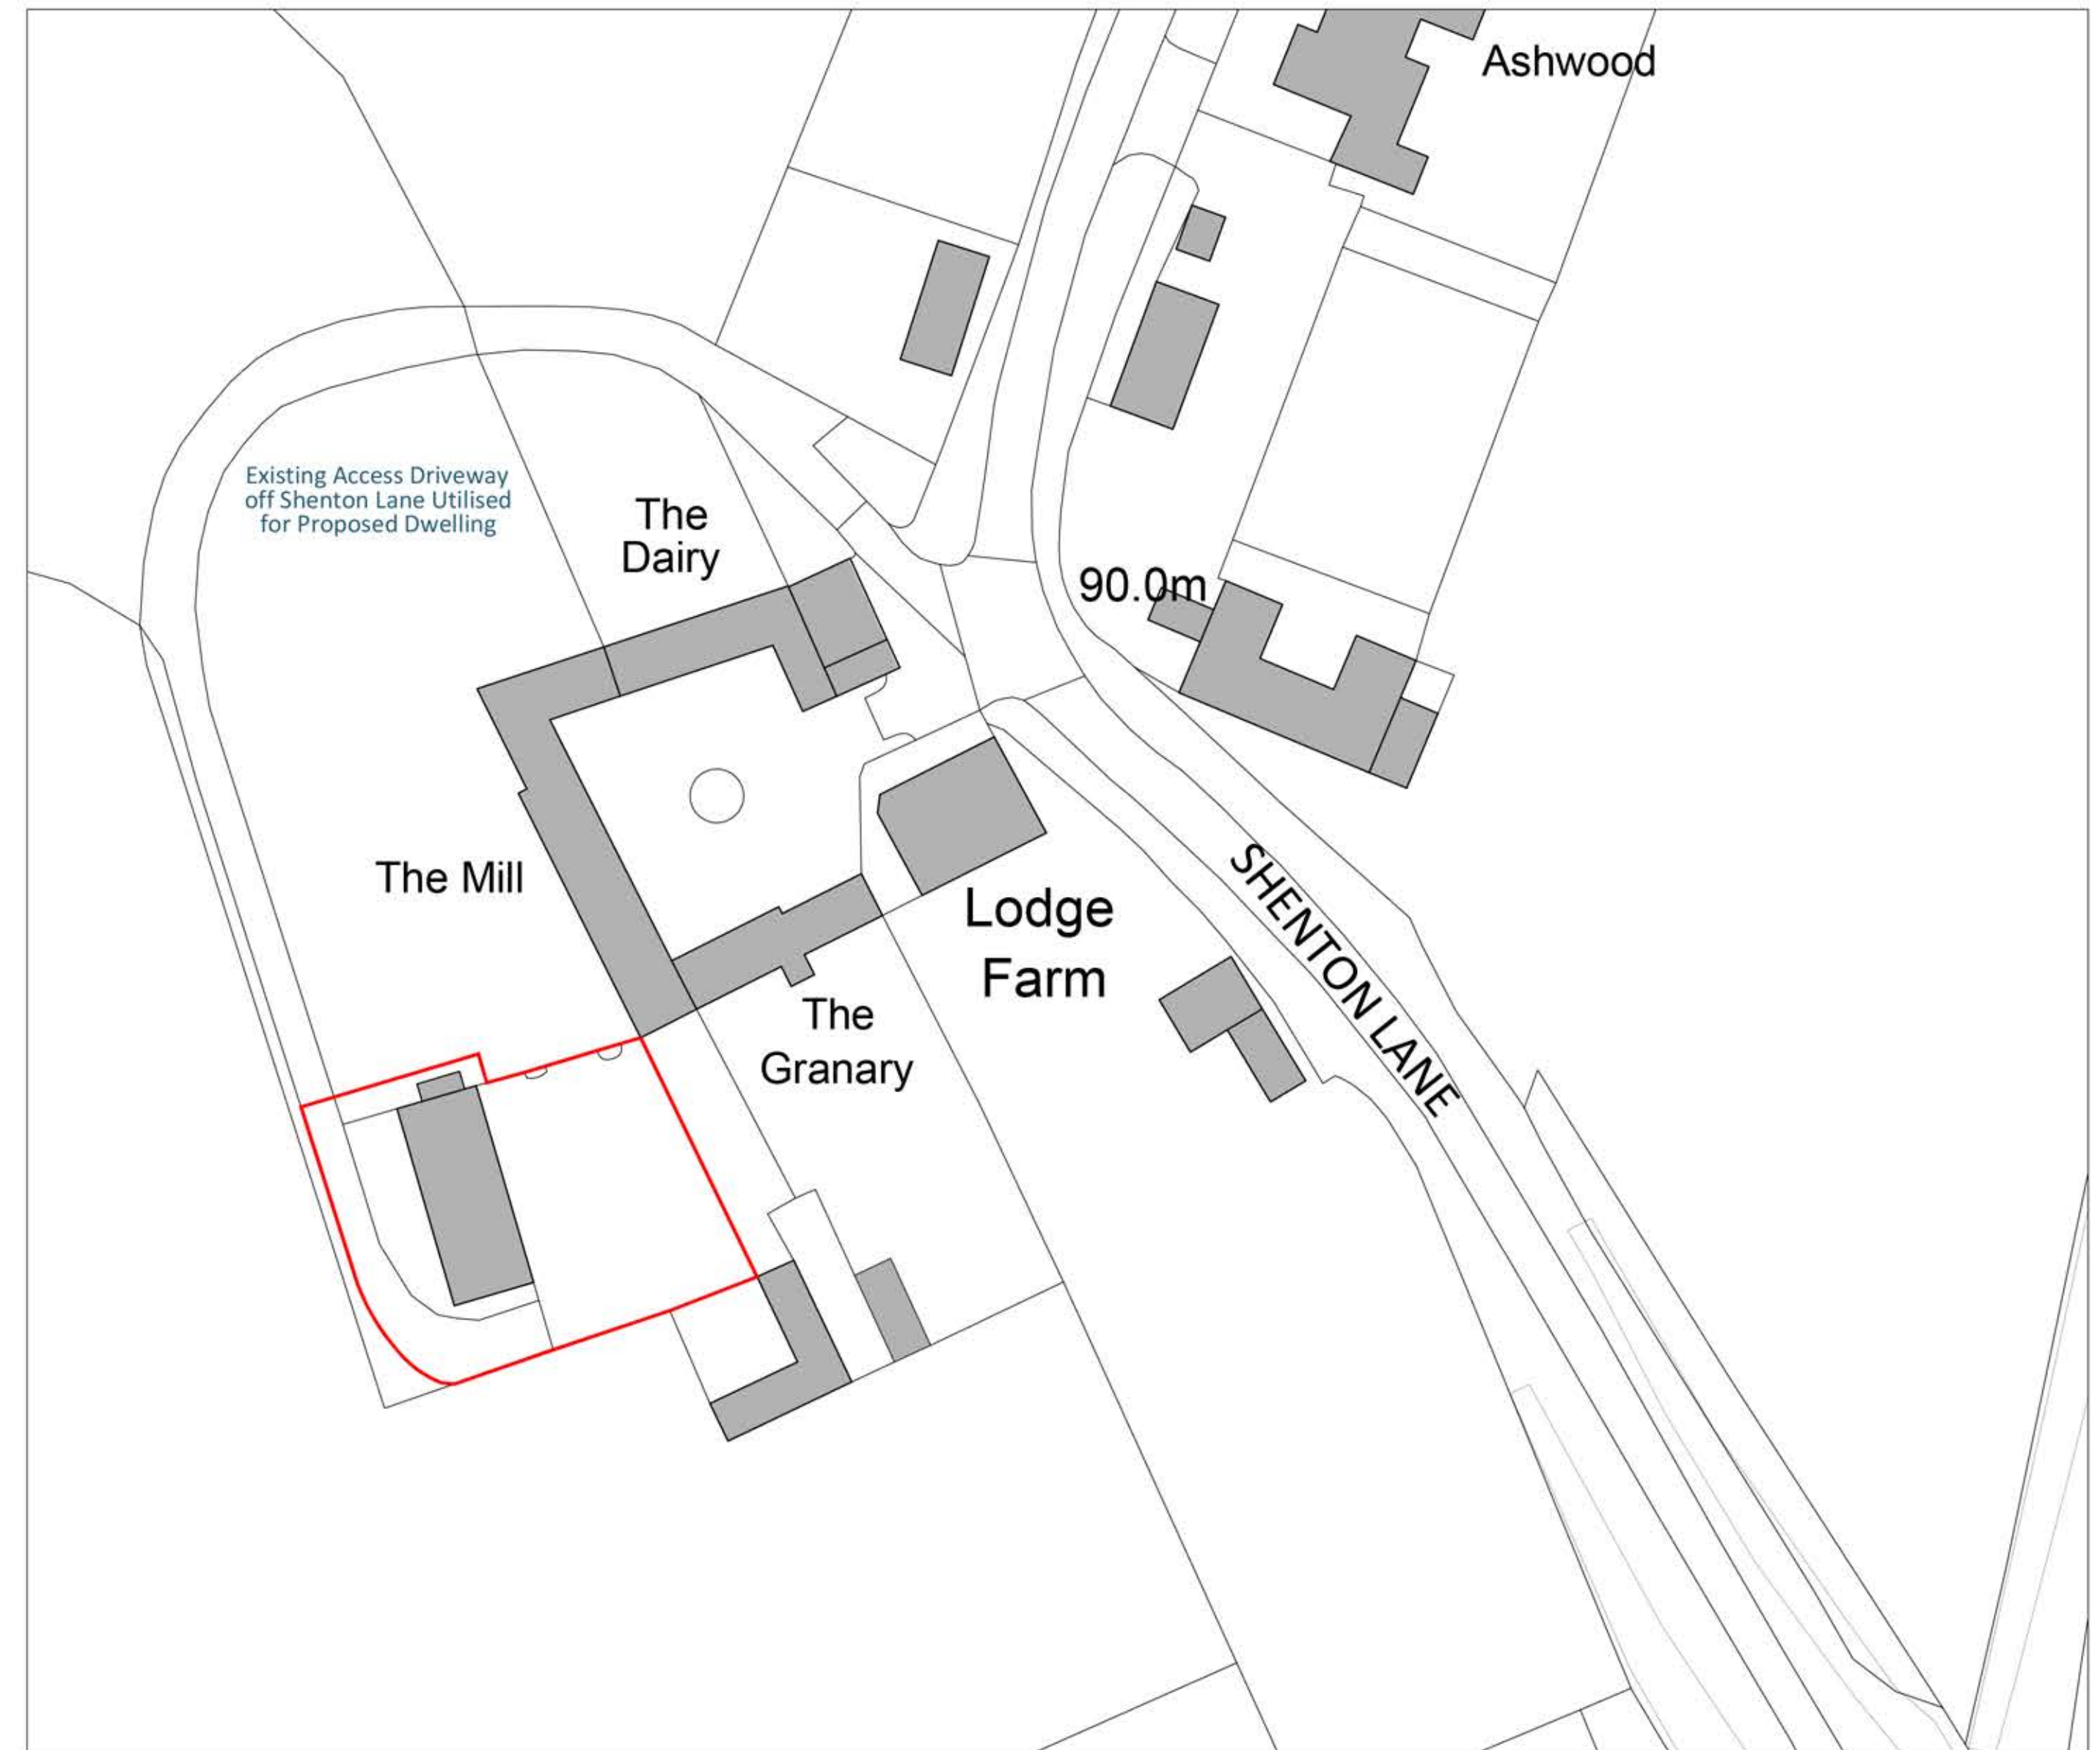 Ashwood
Existing Access Driveway
off Shenton Lane Utilised
for Proposed Dwelling
The
Dairy
90.0m
The Mill
Lodge
Farm
SHENTON LANE
The
Granary